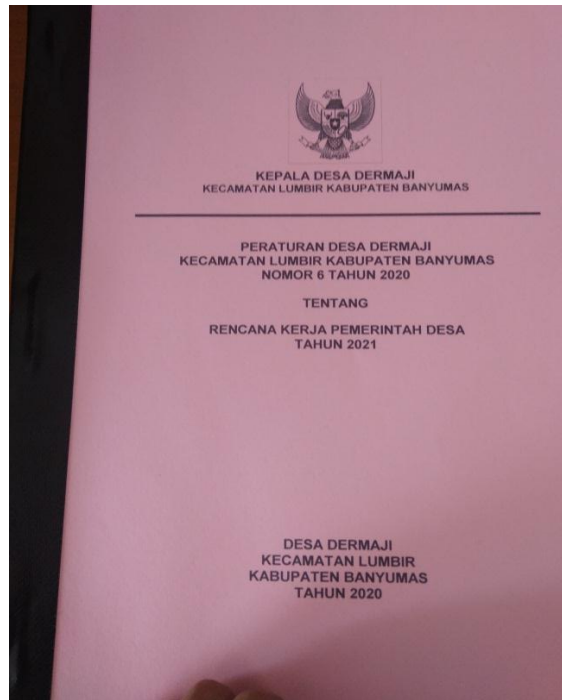 KEPALA DESA DERMAJI
KECAMATAN LUMBIR KABUPATEN BANYUMAS
PERATURAN DESA DERMAJI
KECAMATAN LUMBIR KABUPATEN BANYUMAS
NOMOR 6 TAHUN 2020
TENTANG
RENCANA KERJA PEMERINTAH DESA
TAHUN 2021
DESA DERMAJI
KECAMATAN LUMBIR
KABUPATEN BANYUMAS
TAHUN 2020